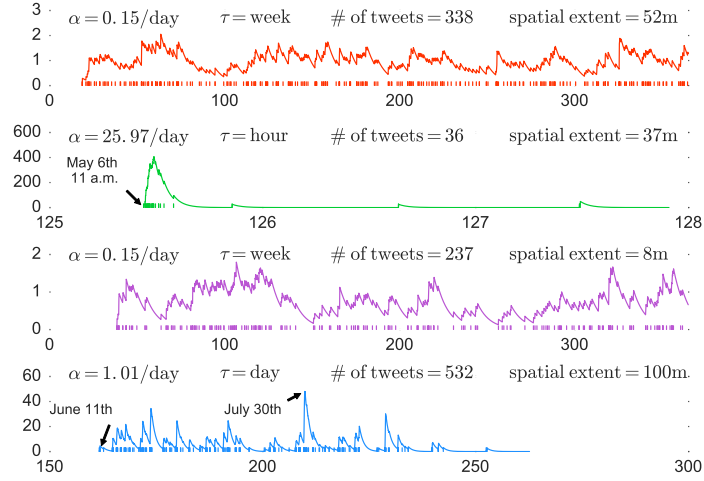 3
α = 0.15/day τ = week # of tweets = 338 spatial extent = 52m
2
1
0
0 100 200 300
600
α = 25.97/day τ = hour # of tweets = 36 spatial extent = 37m
400
May 6th
11 a.m.
200
0
125 126 127 128
2
α = 0.15/day τ = week # of tweets = 237 spatial extent = 8m
1
0
0 100 200 300
60
α = 1.01/day τ = day # of tweets = 532 spatial extent = 100m
40
June 11th July 30th
20
0
150 200 250 300